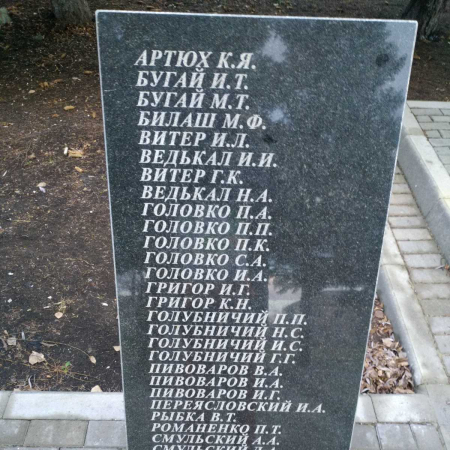 АРТЮХ К.Я.
БУГАЙ И.Т.
БУГАЙ М.Т.
БИЛАШ М.Ф.
ВИТЕР И.Л.
ВЕДЬКАЛ И.И.
ВИТЕР Г.К.
ВЕДЬКАЛ Н.А.
ГОЛОВКО П.А.
ГОЛОВКО П.П.
ГОЛОВКО П.К.
ГОЛОВКО С.А.
ГОЛОВКО И.А.
ГРИГОР И.Г.
ГРИГОР К.Н.
ГОЛУБНИЧИЙ П.П.
ГОЛУБНИЧИЙ Н.С.
ГОЛУБНИЧИЙ И.С.
ГОЛУБНИЧИЙ Г.Г.
ПИВОВАРОВ В.А.
ПИВОВАРОВ И.А.
ПИВОВАРОВ И.Г.
ПЕРЕЯСЛОВСКИЙ И.А.
РЫБКА В.Т.
РОМАНЕНКО П.Т.
СМУЛЬСКИЙ А.А.
СМУЛЬСКИЙ